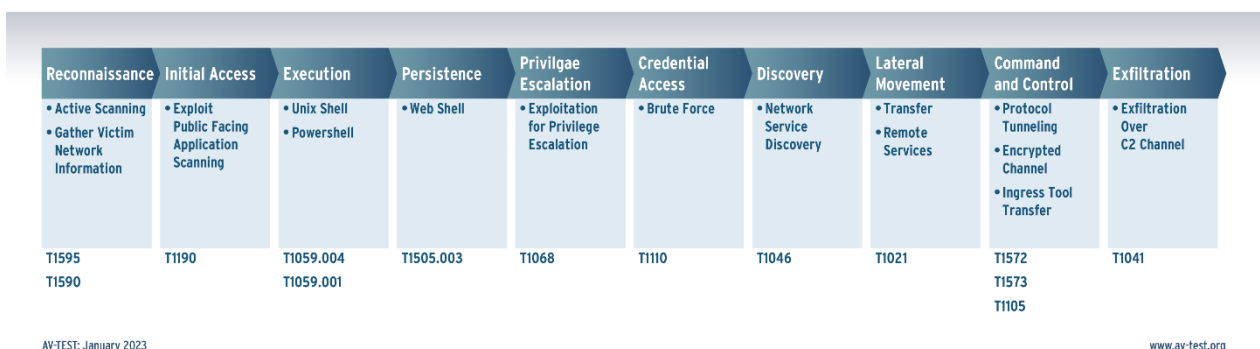 Reconnaissance
Initial Access
Execution
Persistence
Privilgae
Escalation
Credential
Access
Discovery
Lateral
Movement
Command
and Control
Exfiltration
• Active Scanning
• Gather Victim
Network
Information
• Exploit
Public Facing
Application
Scanning
• Unix Shell
• Powershell
• Web Shell
• Exploitation
for Privilege
Escalation
• Brute Force
• Network
Service
Discovery
• Transfer
• Remote
Services
• Protocol
Tunneling
• Encrypted
Channel
• Ingress Tool
Transfer
• Exfiltration
Over
C2 Channel
T1595
T1590
T1190
T1059.004
T1059.001
T1505.003
T1068
T1110
T1046
T1021
T1572
T1573
T1105
T1041
AV-TEST: January 2023
www.av-test.org